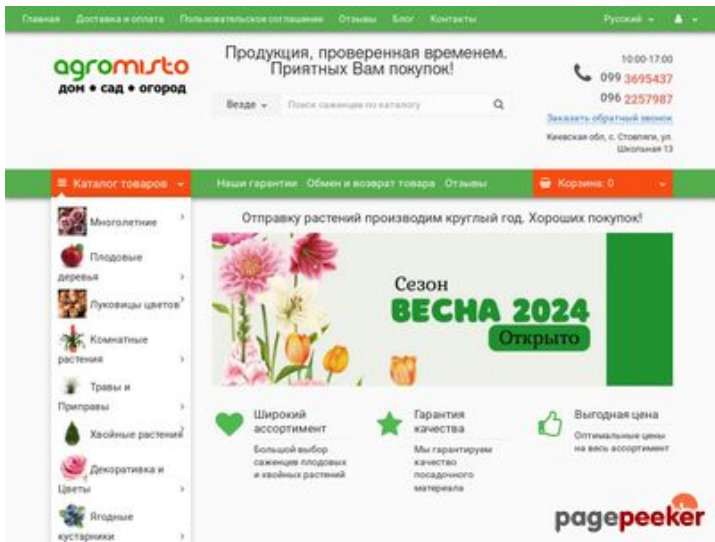 Главная Доставка и оплата Пользовательское соглашение Отзывы Блог Контакты Русский
agromisto
дом • сад • огород
Продукция, проверенная временем.
Приятных Вам покупок!
Везде Поиск саженцев по каталогу
10:00-17:00
099 3695437
096 2257987
Заказать обратный звонок
Киевская обл, с. Стовпяги, ул.
Школьная 13
Каталог товаров Наши гарантии Обмен и возврат товара Отзывы Корзина: 0
Многолетние
Плодовые
деревья
Луковицы цветов
Комнатные
растения
Травы и
Приправы
Хвойные растения
Декоративка и
Цветы
Ягодные
кустарники
Отправку растений производим круглый год. Хороших покупок!
Сезон
ВЕСНА 2024
Открыто
Широкий
ассортимент
Большой выбор
саженцев плодовых
и хвойных растений
Гарантия
качества
Мы гарантируем
качество
посадочного
материала
Выгодная цена
Оптимальные цены
на весь ассортимент
pagepeeker